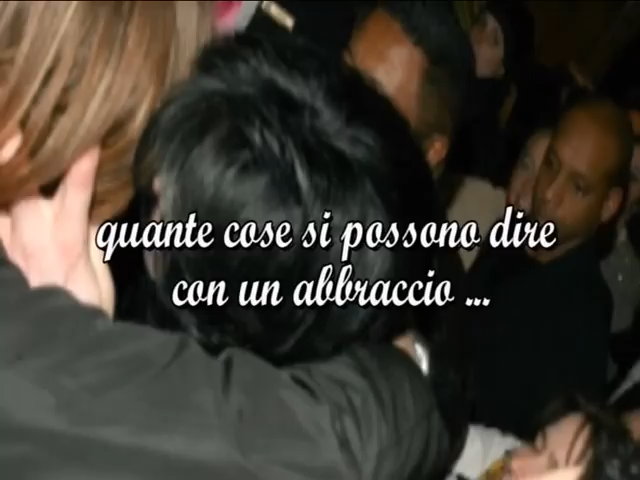 quante cose si possono dire
con un abbraccio ...